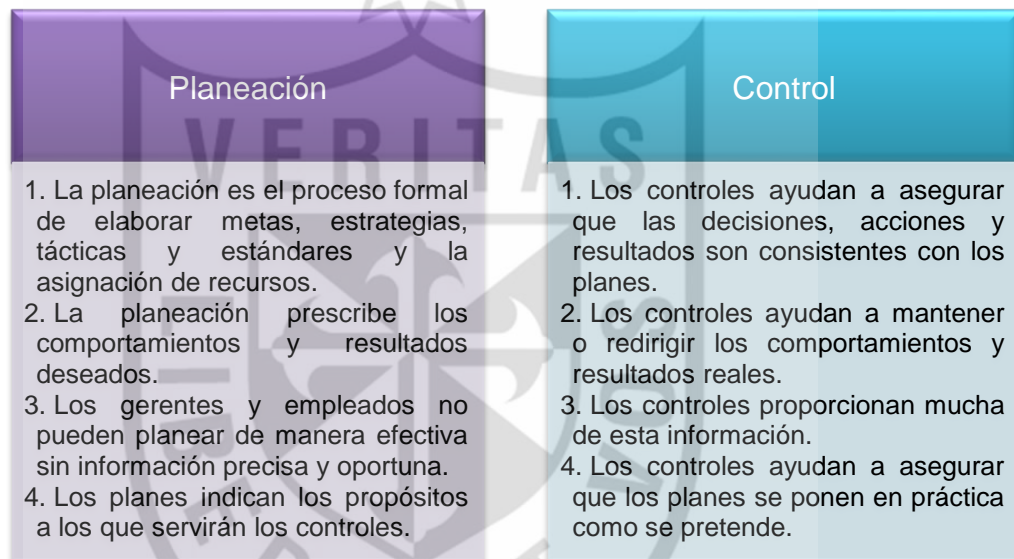 Planeación
1. La planeación es el proceso formal
de elaborar metas, estrategias,
tácticas y estándares y la
asignación de recursos.
2. La planeación prescribe los
comportamientos y resultados
deseados.
3. Los gerentes y empleados no
pueden planear de manera efectiva
sin información precisa y oportuna.
4. Los planes indican los propósitos
a los que servirán los controles.
Control
1. Los controles ayudan a asegurar
que las decisiones, acciones y
resultados son consistentes con los
planes.
2. Los controles ayudan a mantener
o redirigir los comportamientos y
resultados reales.
3. Los controles proporcionan mucha
de esta información.
4. Los controles ayudan a asegurar
que los planes se ponen en práctica
como se pretende.
VERITAS